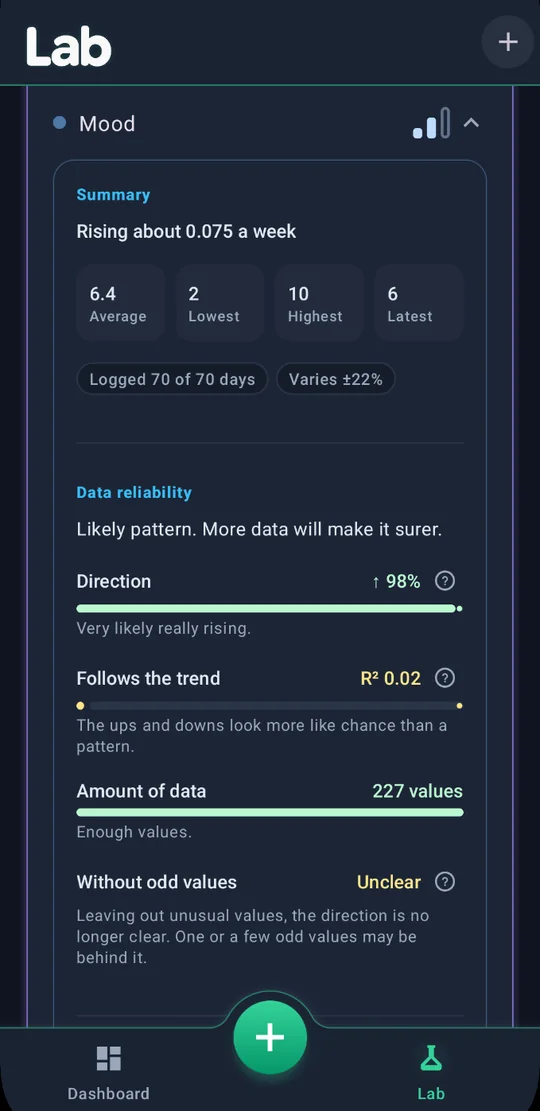 Lab
Mood
Summary
Rising about 0.075 a week
6.4
Average
2
Lowest
10
Highest
6
Latest
Logged 70 of 70 days
Varies ±22%
Data reliability
Likely pattern. More data will make it surer.
Direction
↑ 98%
Very likely really rising.
Follows the trend
R² 0.02
The ups and downs look more like chance than a
pattern.
Amount of data
227 values
Enough values.
Without odd values
Unclear
Leaving out unusual values, the direction is no
longer clear. One or a few odd values may be
behind it.
Dashboard
Lab